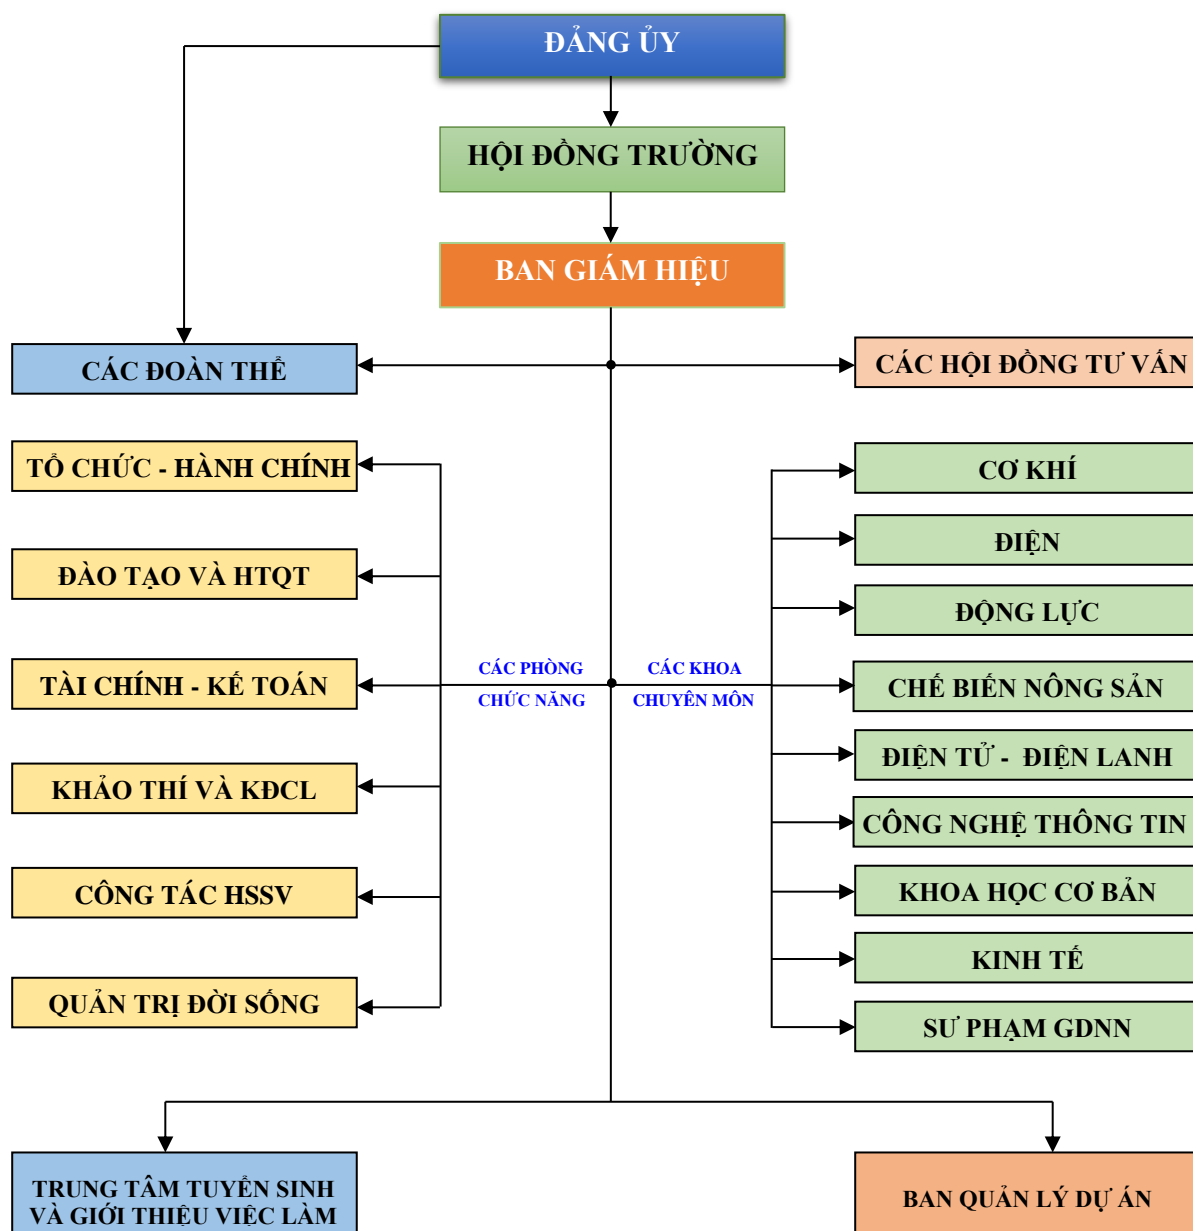 ĐẢNG ỦY
HỘI ĐỒNG TRƯỜNG
BAN GIÁM HIỆU
CÁC ĐOÀN THỂ
CÁC HỘI ĐỒNG TƯ VẤN
TỔ CHỨC - HÀNH CHÍNH
ĐÀO TẠO VÀ HTQT
TÀI CHÍNH - KẾ TOÁN
KHẢO THÍ VÀ KĐCL
CÔNG TÁC HSSV
QUẢN TRỊ ĐỜI SỐNG
CÁC PHÒNG
CHỨC NĂNG
CÁC KHOA
CHUYÊN MÔN
CƠ KHÍ
ĐIỆN
ĐỘNG LỰC
CHẾ BIẾN NÔNG SẢN
ĐIỆN TỬ - ĐIỆN LANH
CÔNG NGHỆ THÔNG TIN
KHOA HỌC CƠ BẢN
KINH TẾ
SƯ PHẠM GDNN
TRUNG TÂM TUYỂN SINH
VÀ GIỚI THIỆU VIỆC LÀM
BAN QUẢN LÝ DỰ ÁN